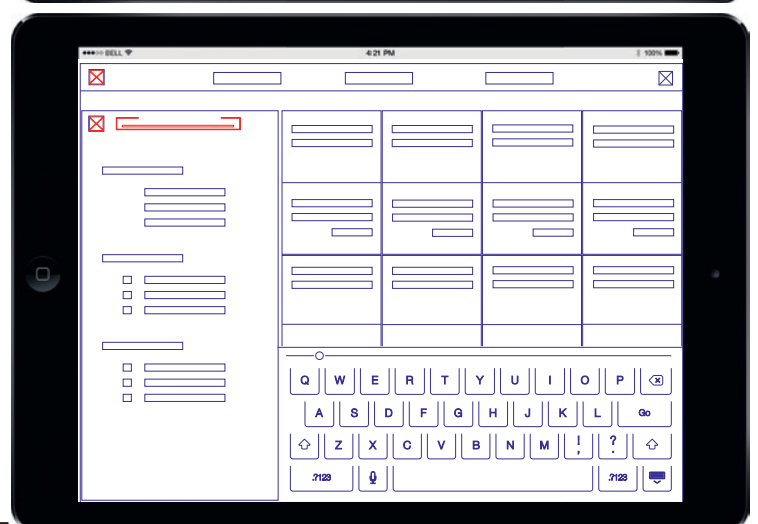 BELL 4:21 PM 100%
Q W E R T Y U I O P
A S D F G H J K L Go
Z X C V B N M ! , ? .
.?123 .?123